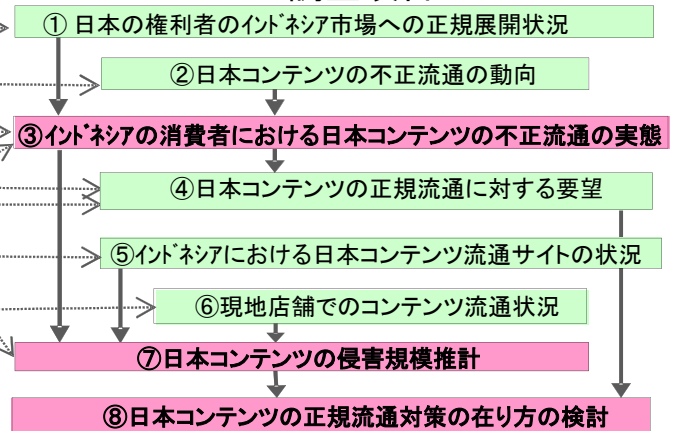 ① 日本の権利者のインドネシア市場への正規展開状況
②日本コンテンツの不正流通の動向
③インドネシアの消費者における日本コンテンツの不正流通の実態
④日本コンテンツの正規流通に対する要望
⑤インドネシアにおける日本コンテンツ流通サイトの状況
⑥現地店舗でのコンテンツ流通状況
⑦日本コンテンツの侵害規模推計
⑧日本コンテンツの正規流通対策の在り方の検討